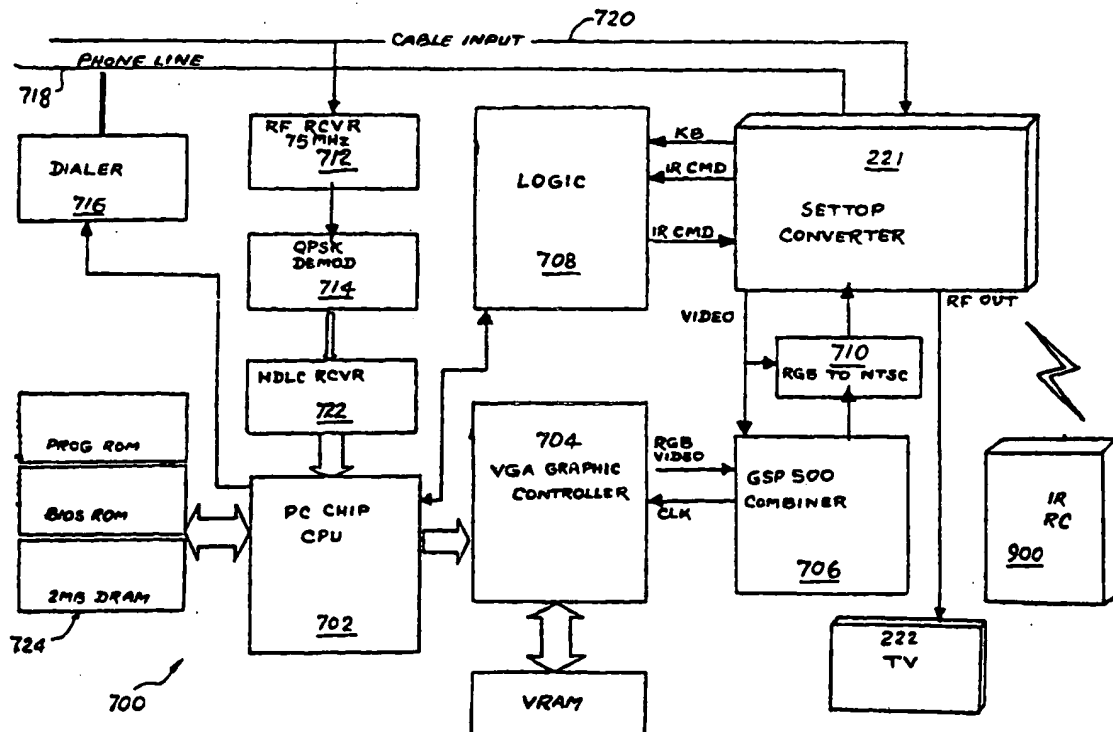 720
CABLE INPUT
PHONE LINE
718
DIALER
716
RF RCVR
75 MHz
712
QPSK
DEMOD
714
HDLC RCVR
722
LOGIC
708
KB
IR CMD
IR CMD
221
SETTOP
CONVERTER
VIDEO
RF OUT
710
RGB TO NTSC
PROG ROM
BIOS ROM
2MB DRAM
724
700
PC CHIP
CPU
702
704
VGA GRAPHIC
CONTROLLER
RGB
VIDEO
CLK
GSP 500
COMBINER
706
VRAM
222
TV
IR
RC
900